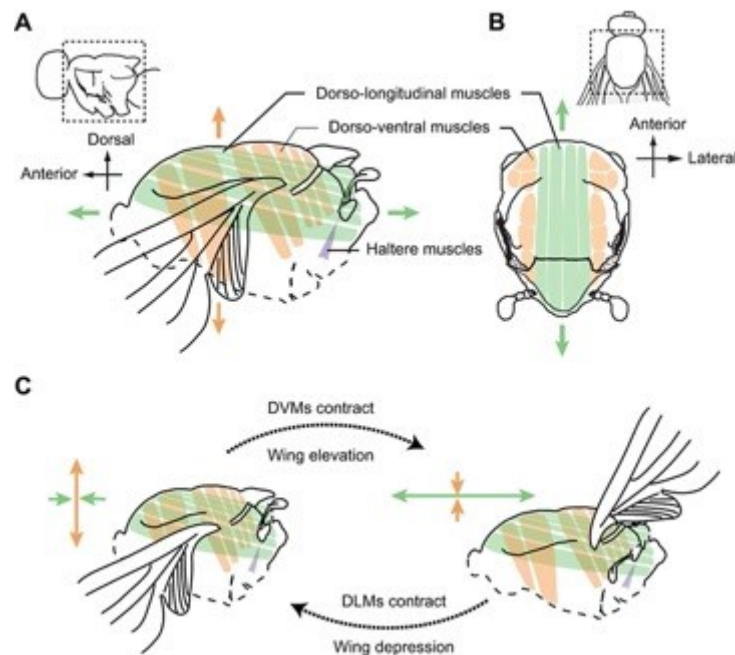 A
B
Dorso-longitudinal muscles
Dorsal
Dorso-ventral muscles
Anterior
Anterior
Lateral
Haltere muscles
C
DVMs contract
Wing elevation
DLMs contract
Wing depression